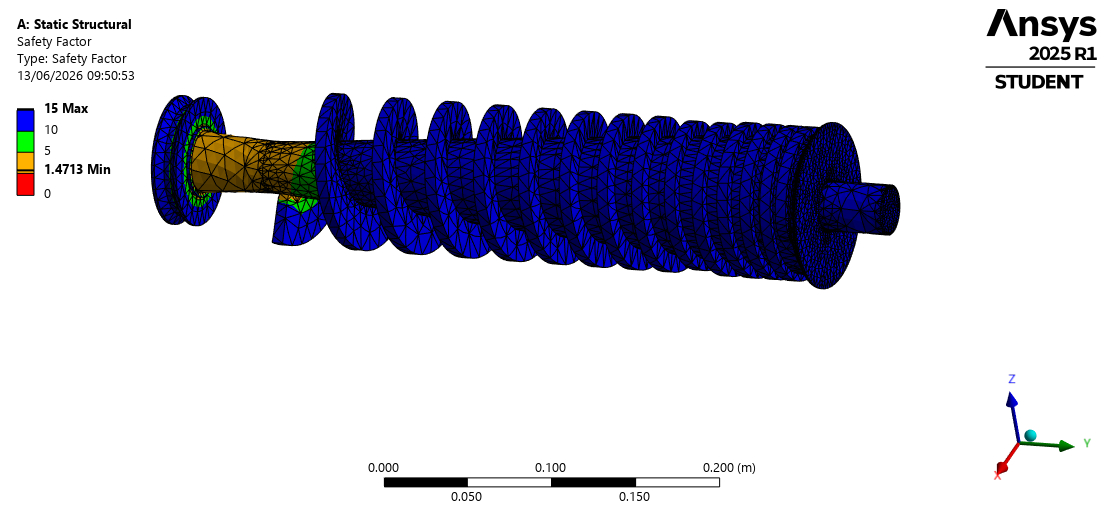 A: Static Structural
Safety Factor
Type: Safety Factor
13/06/2026 09:50:53
15 Max
10
5
1.4713 Min
0
Ansys
2025 R1
STUDENT
Z
Y
X
0.000 0.100 0.200 (m)
0.050 0.150